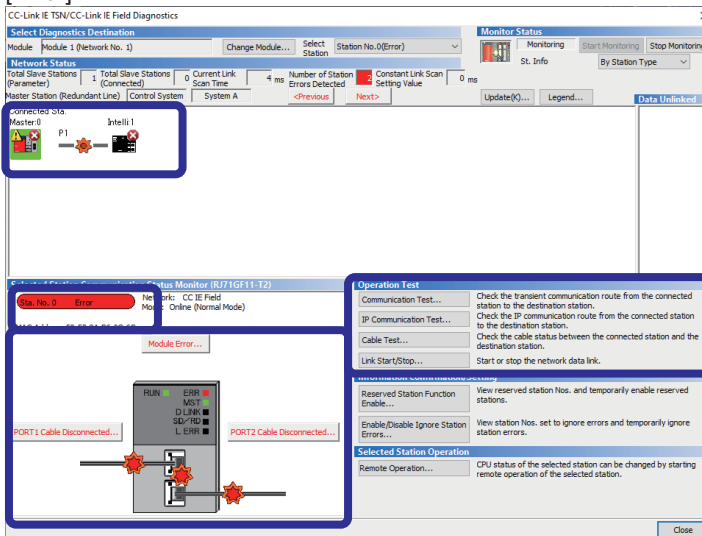 CC-Link IE TSN/CC-Link IE Field Diagnostics
Select Diagnostics Destination
Module Module 1 (Network No. 1) Change Module... Select Station Station No.0(Error)
Monitor Status
Monitoring Start Monitoring Stop Monitoring
St. Info By Station Type
Network Status
Total Slave Stations (Parameter) 1 Total Slave Stations (Connected) 0 Current Link Scan Time 4 ms Number of Station Errors Detected 2 Constant Link Scan Setting Value 0 ms
Master Station (Redundant Line) Control System System A <Previous Next> Update(K)... Legend...
Data Unlinked
Connected Sta.
Master:0 Intelli:1
P1
Selected Station Communication Status Monitor (RJ71GF11-T2)
Sta. No. 0 Error
Network: CC IE Field
Mode: Online (Normal Mode)
Module Error...
RUN ERR
MST
D LINK
SD/RD
L ERR
PORT1 Cable Disconnected... PORT2 Cable Disconnected...
Operation Test
Communication Test... Check the transient communication route from the connected
station to the destination station.
IP Communication Test... Check the IP communication route from the connected station
to the destination station.
Cable Test... Check the cable status between the connected station and the
destination station.
Link Start/Stop... Start or stop the network data link.
Information Confirmation/Setting
Reserved Station Function Enable... View reserved station Nos. and temporarily enable reserved
stations.
Enable/Disable Ignore Station Errors... View station Nos. set to ignore errors and temporarily ignore
station errors.
Selected Station Operation
Remote Operation... CPU status of the selected station can be changed by starting
remote operation of the selected station.
Close